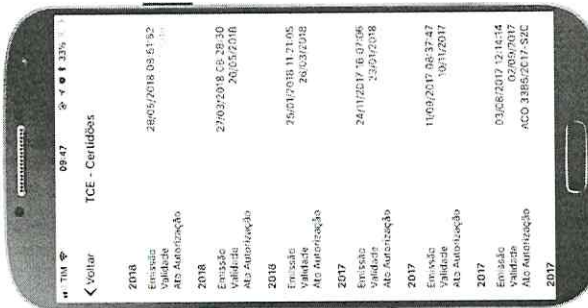 TIM 09:47 33%
Voltar TCE - Certidões
2018
Emissão 28/05/2018 08:51:52
Validade
Ato Autorização
2018
Emissão 27/03/2018 08:28:30
Validade 26/05/2018
Ato Autorização
2018
Emissão 25/01/2018 11:21:05
Validade 26/03/2018
Ato Autorização
2017
Emissão 24/11/2017 16:07:06
Validade 23/01/2018
Ato Autorização
2017
Emissão 11/09/2017 08:37:47
Validade 10/11/2017
Ato Autorização
2017
Emissão 03/08/2017 12:14:14
Validade 02/09/2017
Ato Autorização ACO 3386/2017-S2C
2017